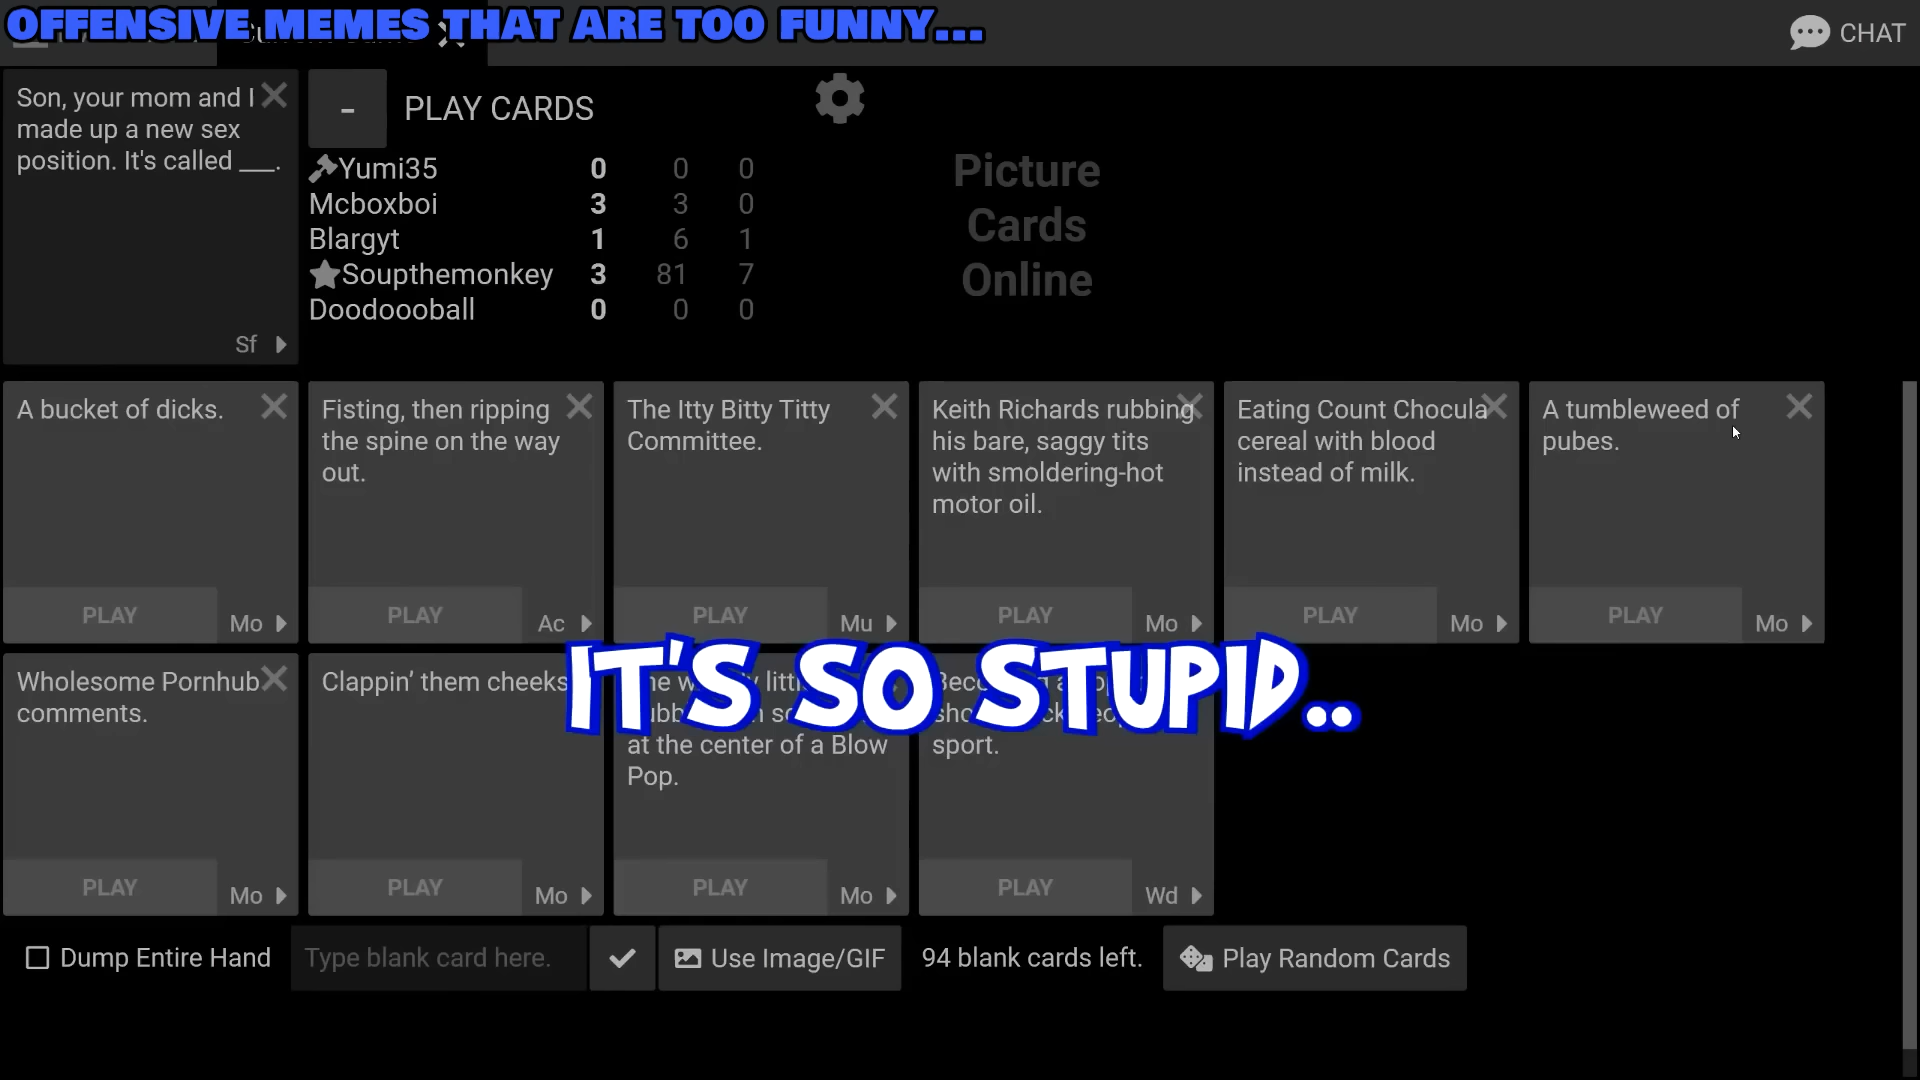 OFFENSIVE MEMES THAT ARE TOO FUNNY...
CHAT
Son, your mom and I
made up a new sex
position. It's called ___.
Sf
-
PLAY CARDS
Yumi35 0 0 0
Mcboxboi 3 3 0
Blargyt 1 6 1
Soupthemonkey 3 81 7
Doodoooball 0 0 0
Picture
Cards
Online
A bucket of dicks.
PLAY
Mo
Fisting, then ripping
the spine on the way
out.
PLAY
Ac
The Itty Bitty Titty
Committee.
PLAY
Mu
Keith Richards rubbing
his bare, saggy tits
with smoldering-hot
motor oil.
PLAY
Mo
Eating Count Chocula
cereal with blood
instead of milk.
PLAY
Mo
A tumbleweed of
pubes.
PLAY
Mo
IT'S SO STUPID..
Wholesome Pornhub
comments.
PLAY
Mo
Clappin’ them cheeks
PLAY
Mo
at the center of a Blow
Pop.
PLAY
Mo
sport.
PLAY
Wd
Dump Entire Hand
Type blank card here.
Use Image/GIF
94 blank cards left.
Play Random Cards